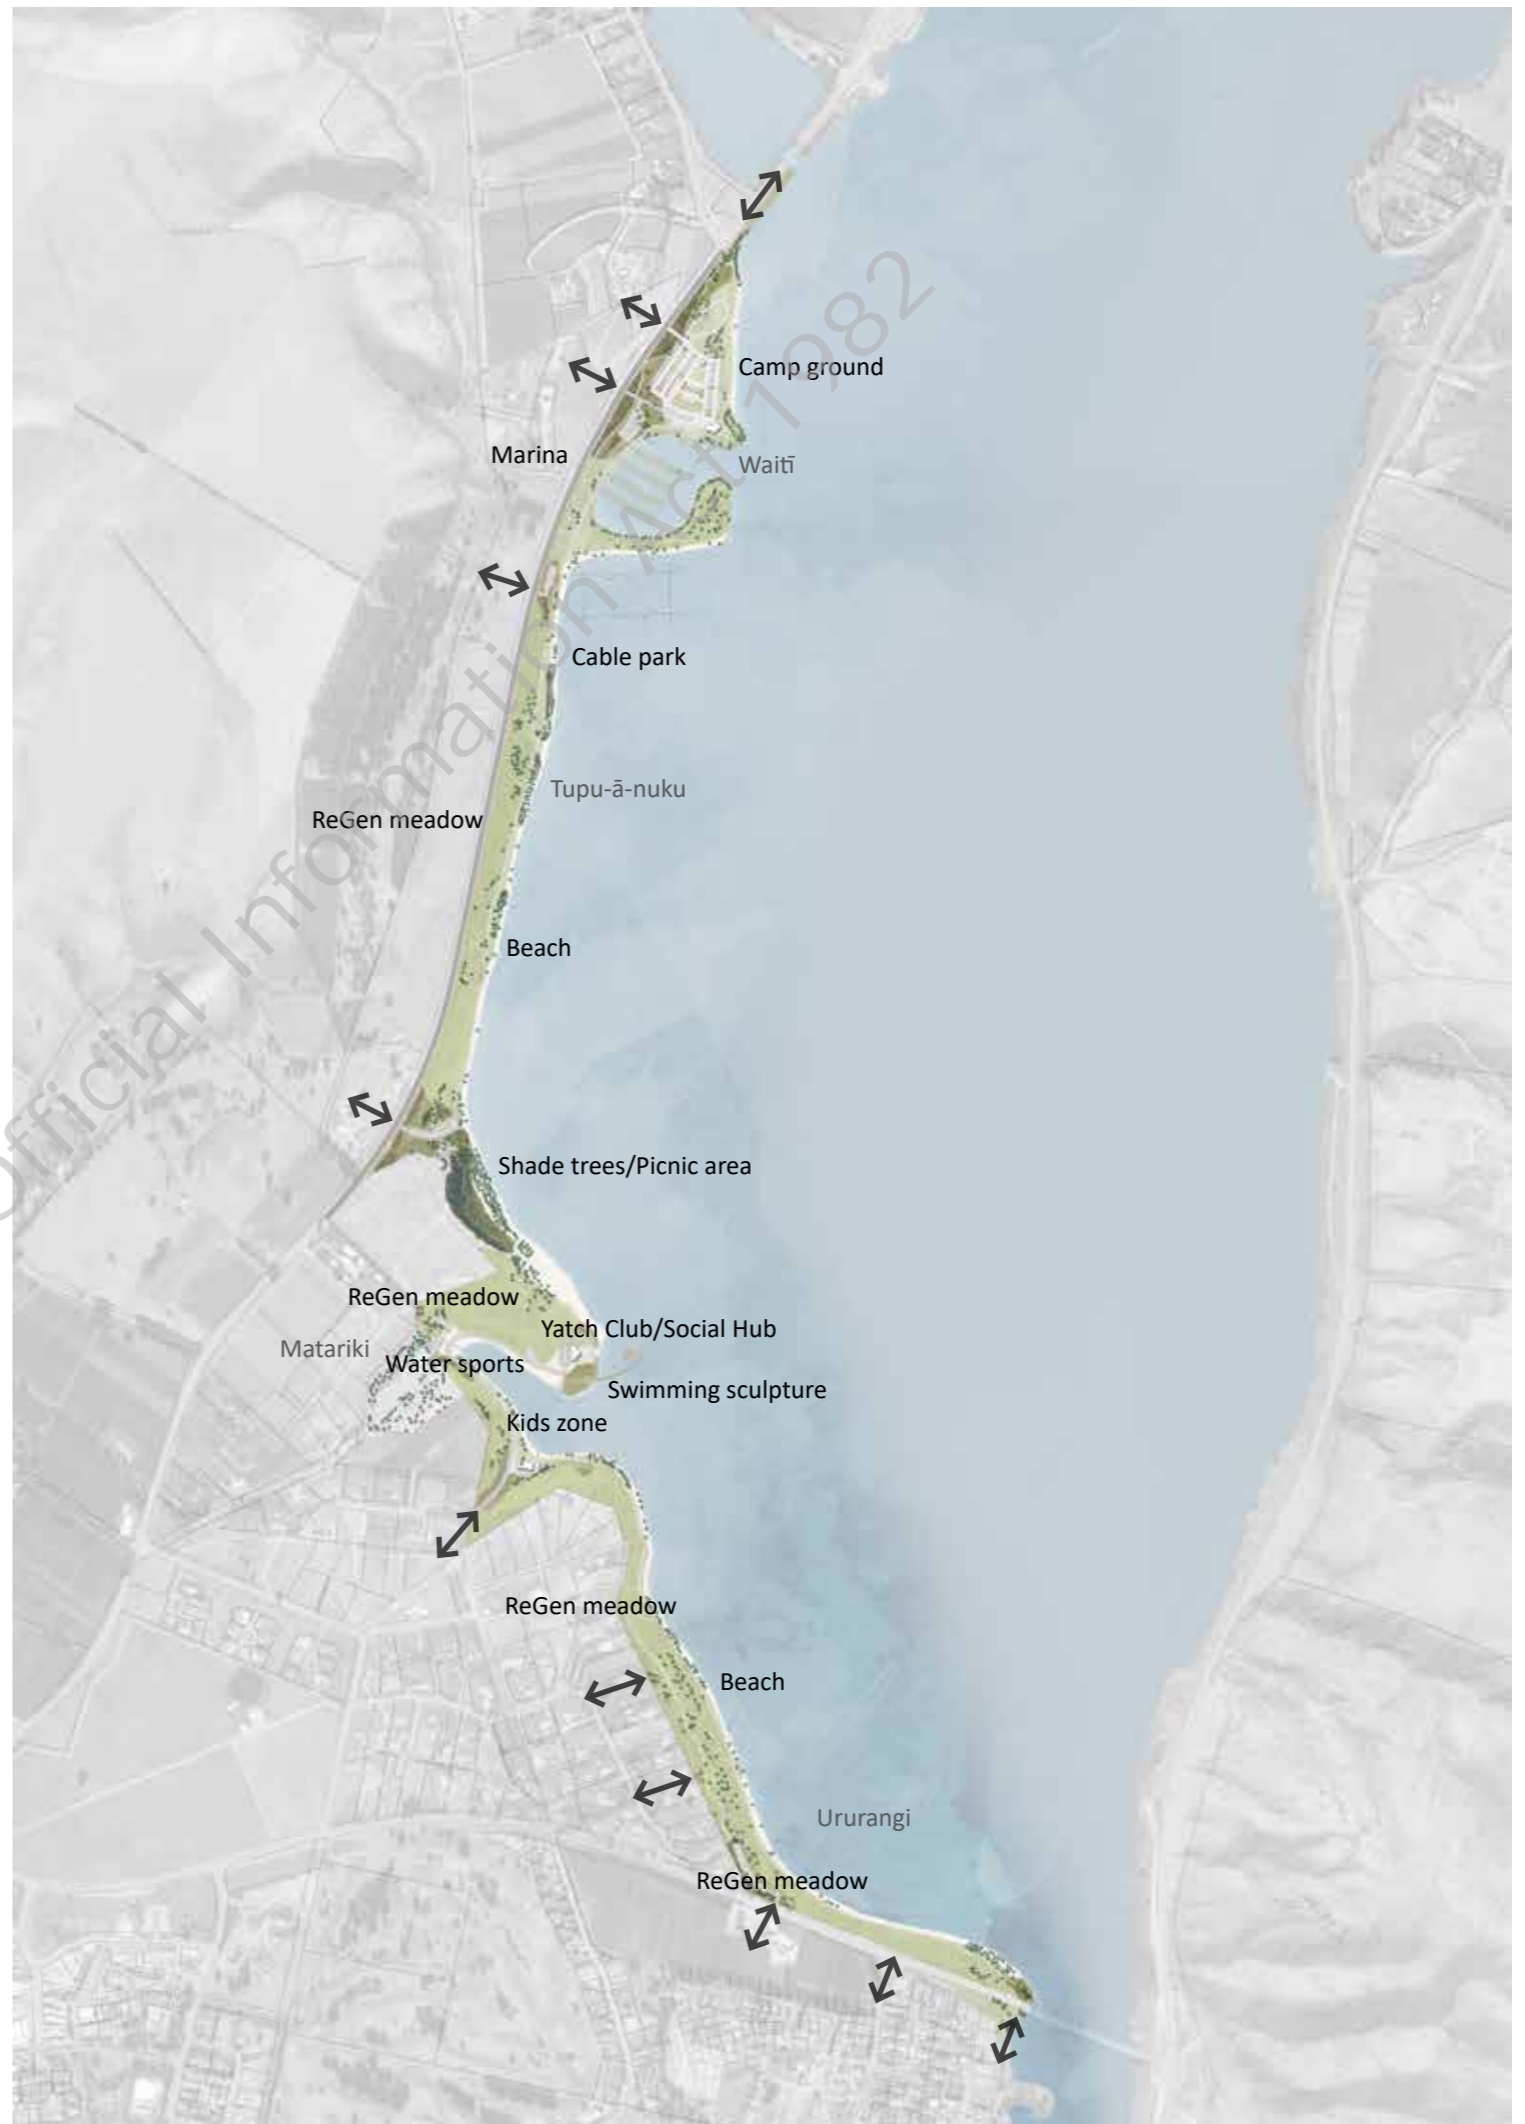 Camp ground
Marina
Waitī
Cable park
Tupu-ā-nuku
ReGen meadow
Beach
Shade trees/Picnic area
ReGen meadow
Yatch Club/Social Hub
Matariki
Water sports
Swimming sculpture
Kids zone
ReGen meadow
Beach
Ururangi
ReGen meadow
Official Information Act 1982